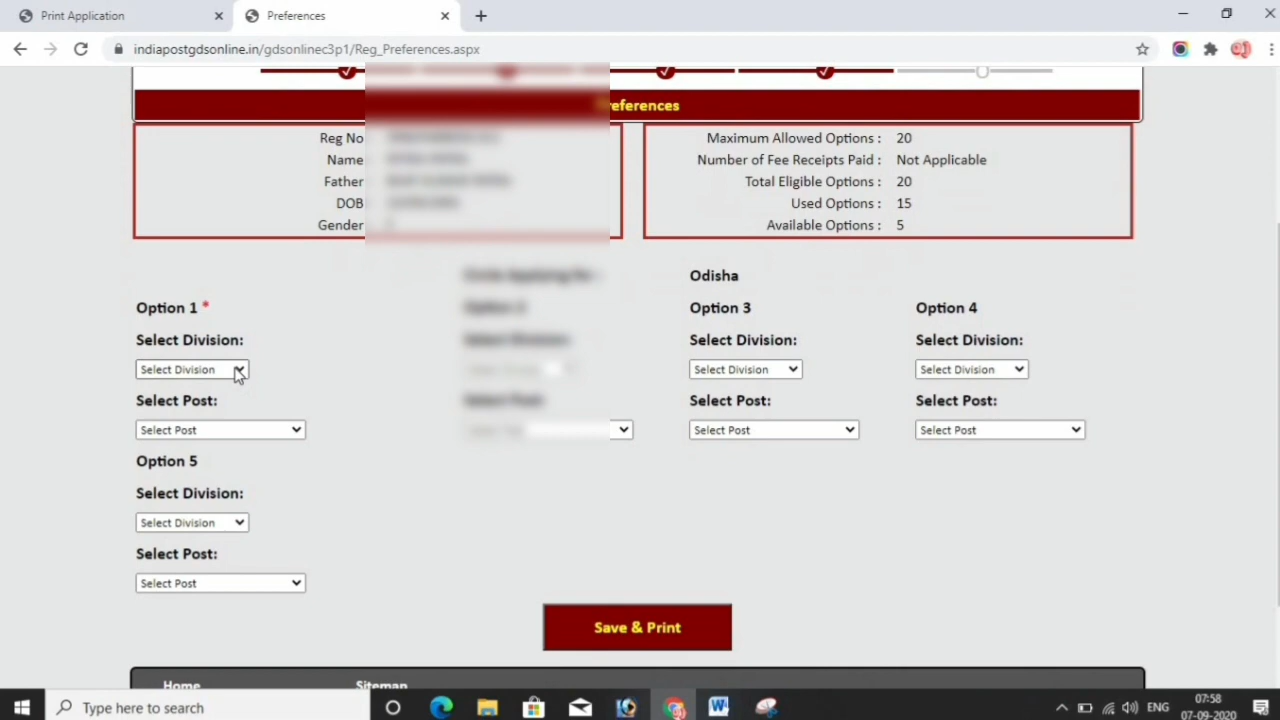 Print Application
Preferences
indiapostgdsonline.in/gdsonlinec3p1/Reg_Preferences.aspx
references
Reg No
Name
Father
DOB
Gender
Maximum Allowed Options : 20
Number of Fee Receipts Paid : Not Applicable
Total Eligible Options : 20
Used Options : 15
Available Options : 5
Odisha
Option 1 *
Option 3
Option 4
Select Division:
Select Division:
Select Division:
Select Division
Select Division
Select Division
Select Post:
Select Post:
Select Post:
Select Post
Select Post
Select Post
Option 5
Select Division:
Select Division
Select Post:
Select Post
Save & Print
Home
Sitemap
Type here to search
ENG
07:58
07-09-2020